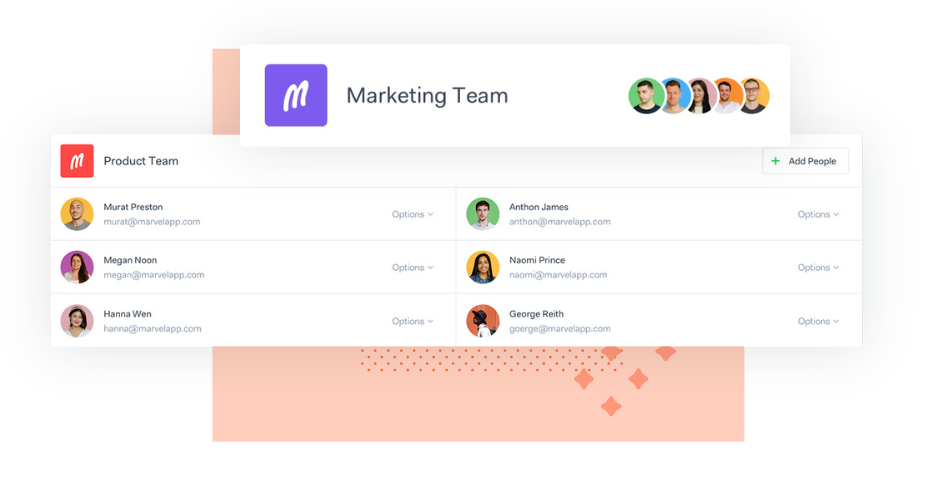 Marketing Team
Product Team
Add People
Murat Preston
murat@marvelapp.com
Options
Anthon James
anthon@marvelapp.com
Options
Megan Noon
megan@marvelapp.com
Options
Naomi Prince
naomi@marvelapp.com
Options
Hanna Wen
hanna@marvelapp.com
Options
George Reith
goerge@marvelapp.com
Options